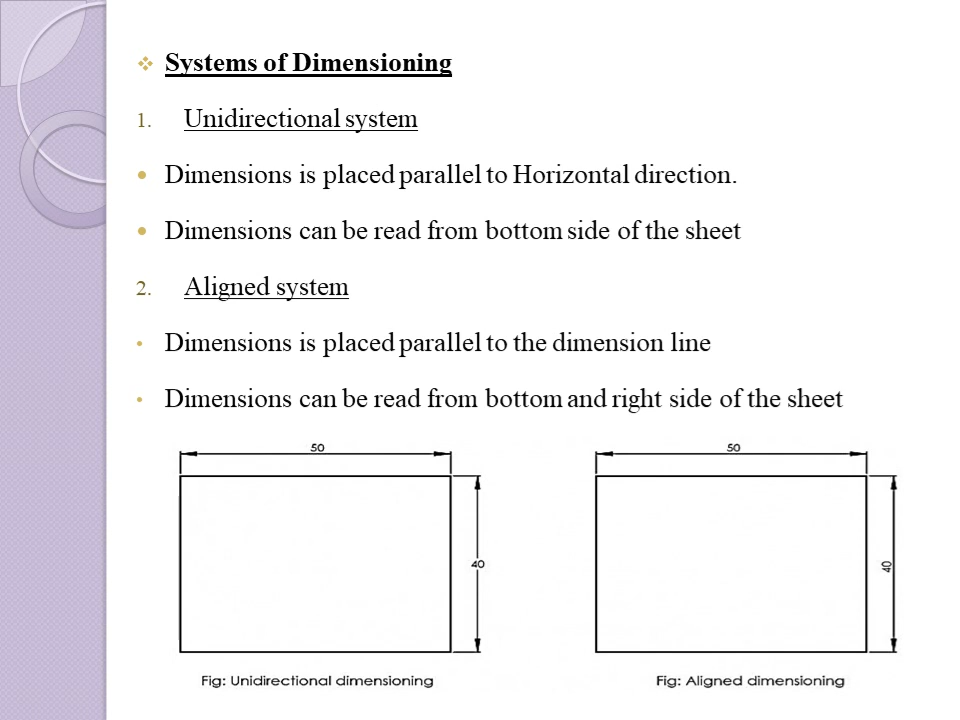 Systems of Dimensioning
1. Unidirectional system
Dimensions is placed parallel to Horizontal direction.
Dimensions can be read from bottom side of the sheet
2. Aligned system
Dimensions is placed parallel to the dimension line
Dimensions can be read from bottom and right side of the sheet
50
40
Fig: Unidirectional dimensioning
50
40
Fig: Aligned dimensioning